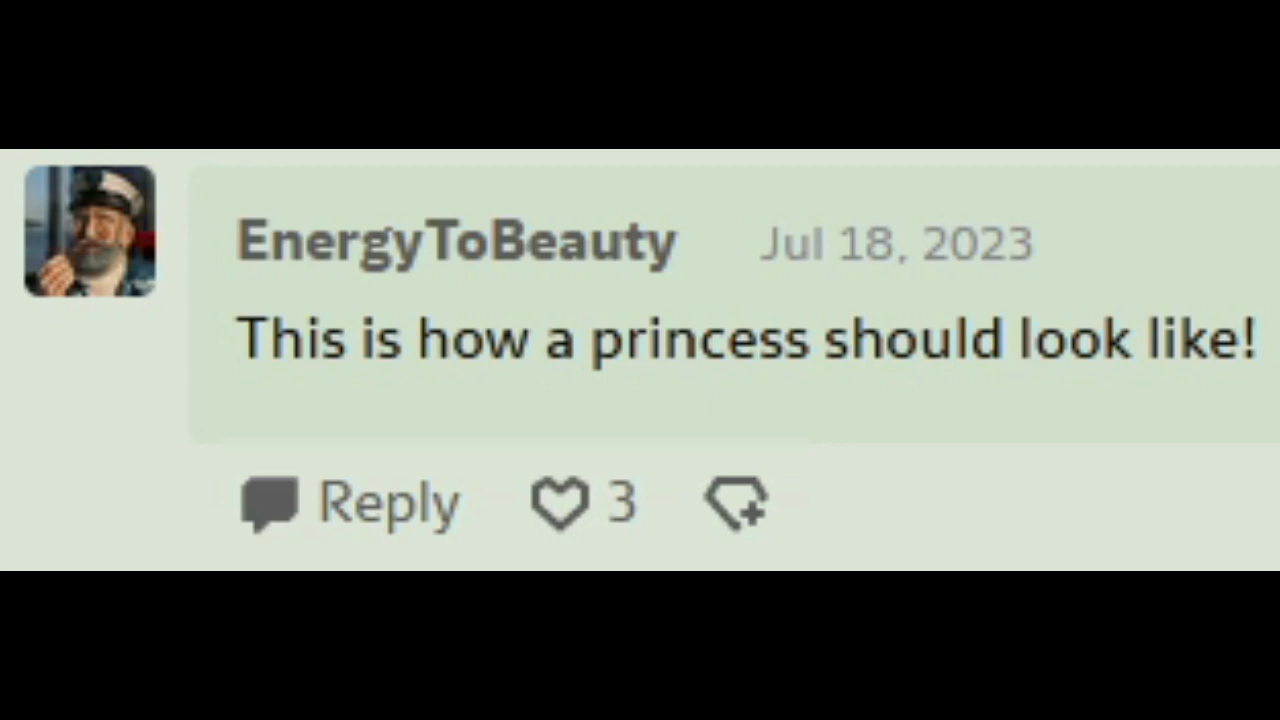 EnergyToBeauty Jul 18, 2023
This is how a princess should look like!
Reply 3